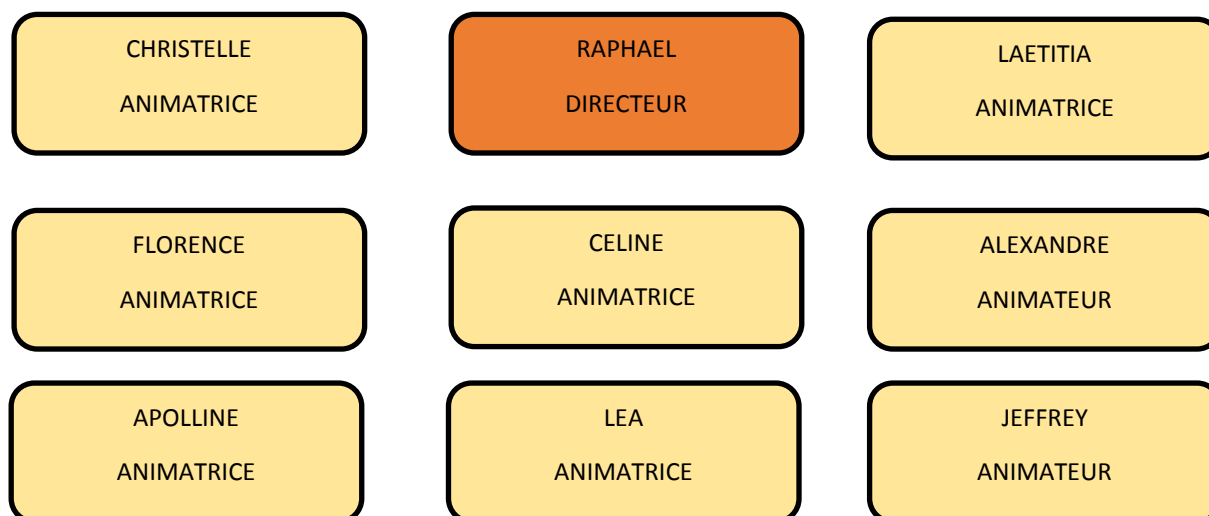 CHRISTELLE
ANIMATRICE
RAPHAEL
DIRECTEUR
LAETITIA
ANIMATRICE
FLORENCE
ANIMATRICE
CELINE
ANIMATRICE
ALEXANDRE
ANIMATEUR
APOLLINE
ANIMATRICE
LEA
ANIMATRICE
JEFFREY
ANIMATEUR